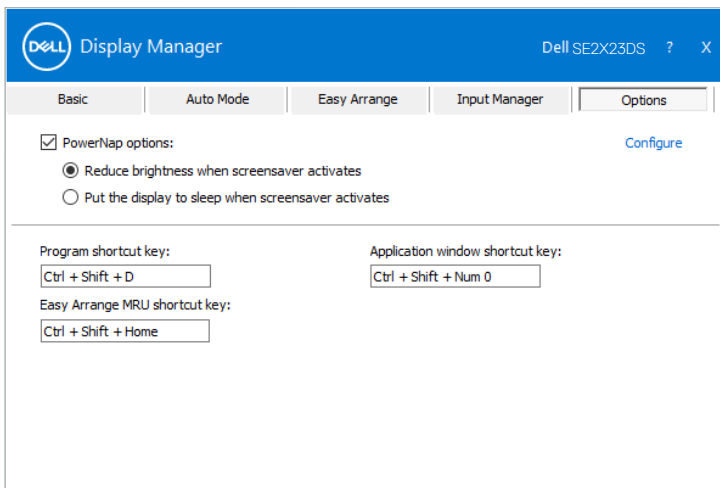 DELL Display Manager Dell SE2X23DS ? X
Basic Auto Mode Easy Arrange Input Manager Options
PowerNap options: Configure
Reduce brightness when screensaver activates
Put the display to sleep when screensaver activates
Program shortcut key: Application window shortcut key:
Ctrl + Shift + D Ctrl + Shift + Num 0
Easy Arrange MRU shortcut key:
Ctrl + Shift + Home